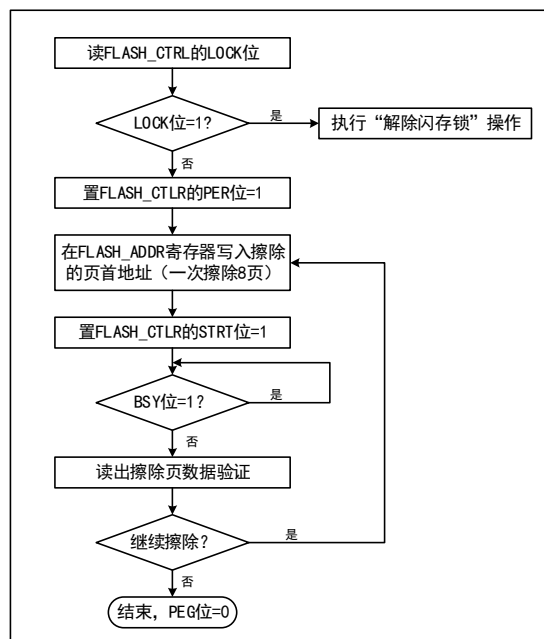 读FLASH_CTRL的LOCK位
LOCK位=1?
是
执行“解除闪存锁”操作
否
置FLASH_CTLR的PER位=1
在FLASH_ADDR寄存器写入擦除
的页首地址（一次擦除8页）
置FLASH_CTLR的STRT位=1
BSY位=1?
是
否
读出擦除页数据验证
继续擦除?
是
否
结束, PEG位=0